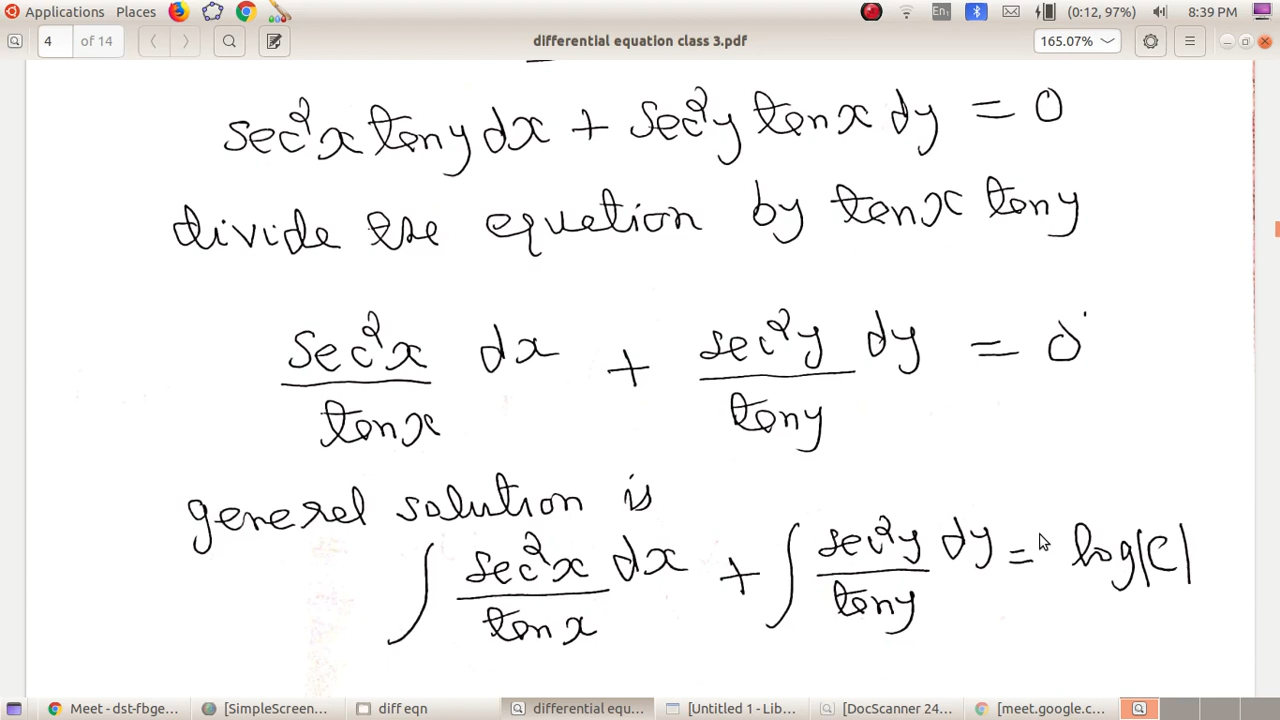 Applications Places En₁ (0:12, 97%) 8:39 PM
4 of 14 differential equation class 3.pdf 165.07%
sec²x tany dx + sec²y tanx dy = 0
divide the equation by tanx tany
sec²x dx + sec²y dy = 0
tanx tany
general solution is
∫ sec²x dx + ∫ sec²y dy = log|C|
tanx tany
Meet - dst-fbge... [SimpleScreen... diff eqn differential equ... [Untitled 1 - Lib... [DocScanner 24... [meet.google.c...